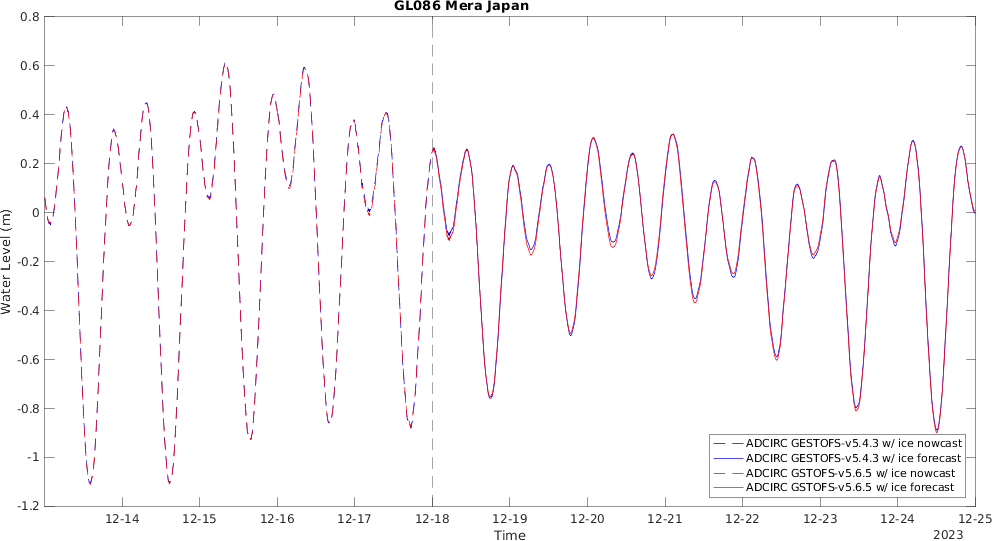 GL086 Mera Japan
0.8
0.6
0.4
0.2
0
-0.2
-0.4
-0.6
-0.8
-1
-1.2
Water Level (m)
ADCIRC GESTOFS-v5.4.3 w/ ice nowcast
ADCIRC GESTOFS-v5.4.3 w/ ice forecast
ADCIRC GSTOFS-v5.6.5 w/ ice nowcast
ADCIRC GSTOFS-v5.6.5 w/ ice forecast
12-14 12-15 12-16 12-17 12-18 12-19 12-20 12-21 12-22 12-23 12-24 12-25
Time
2023